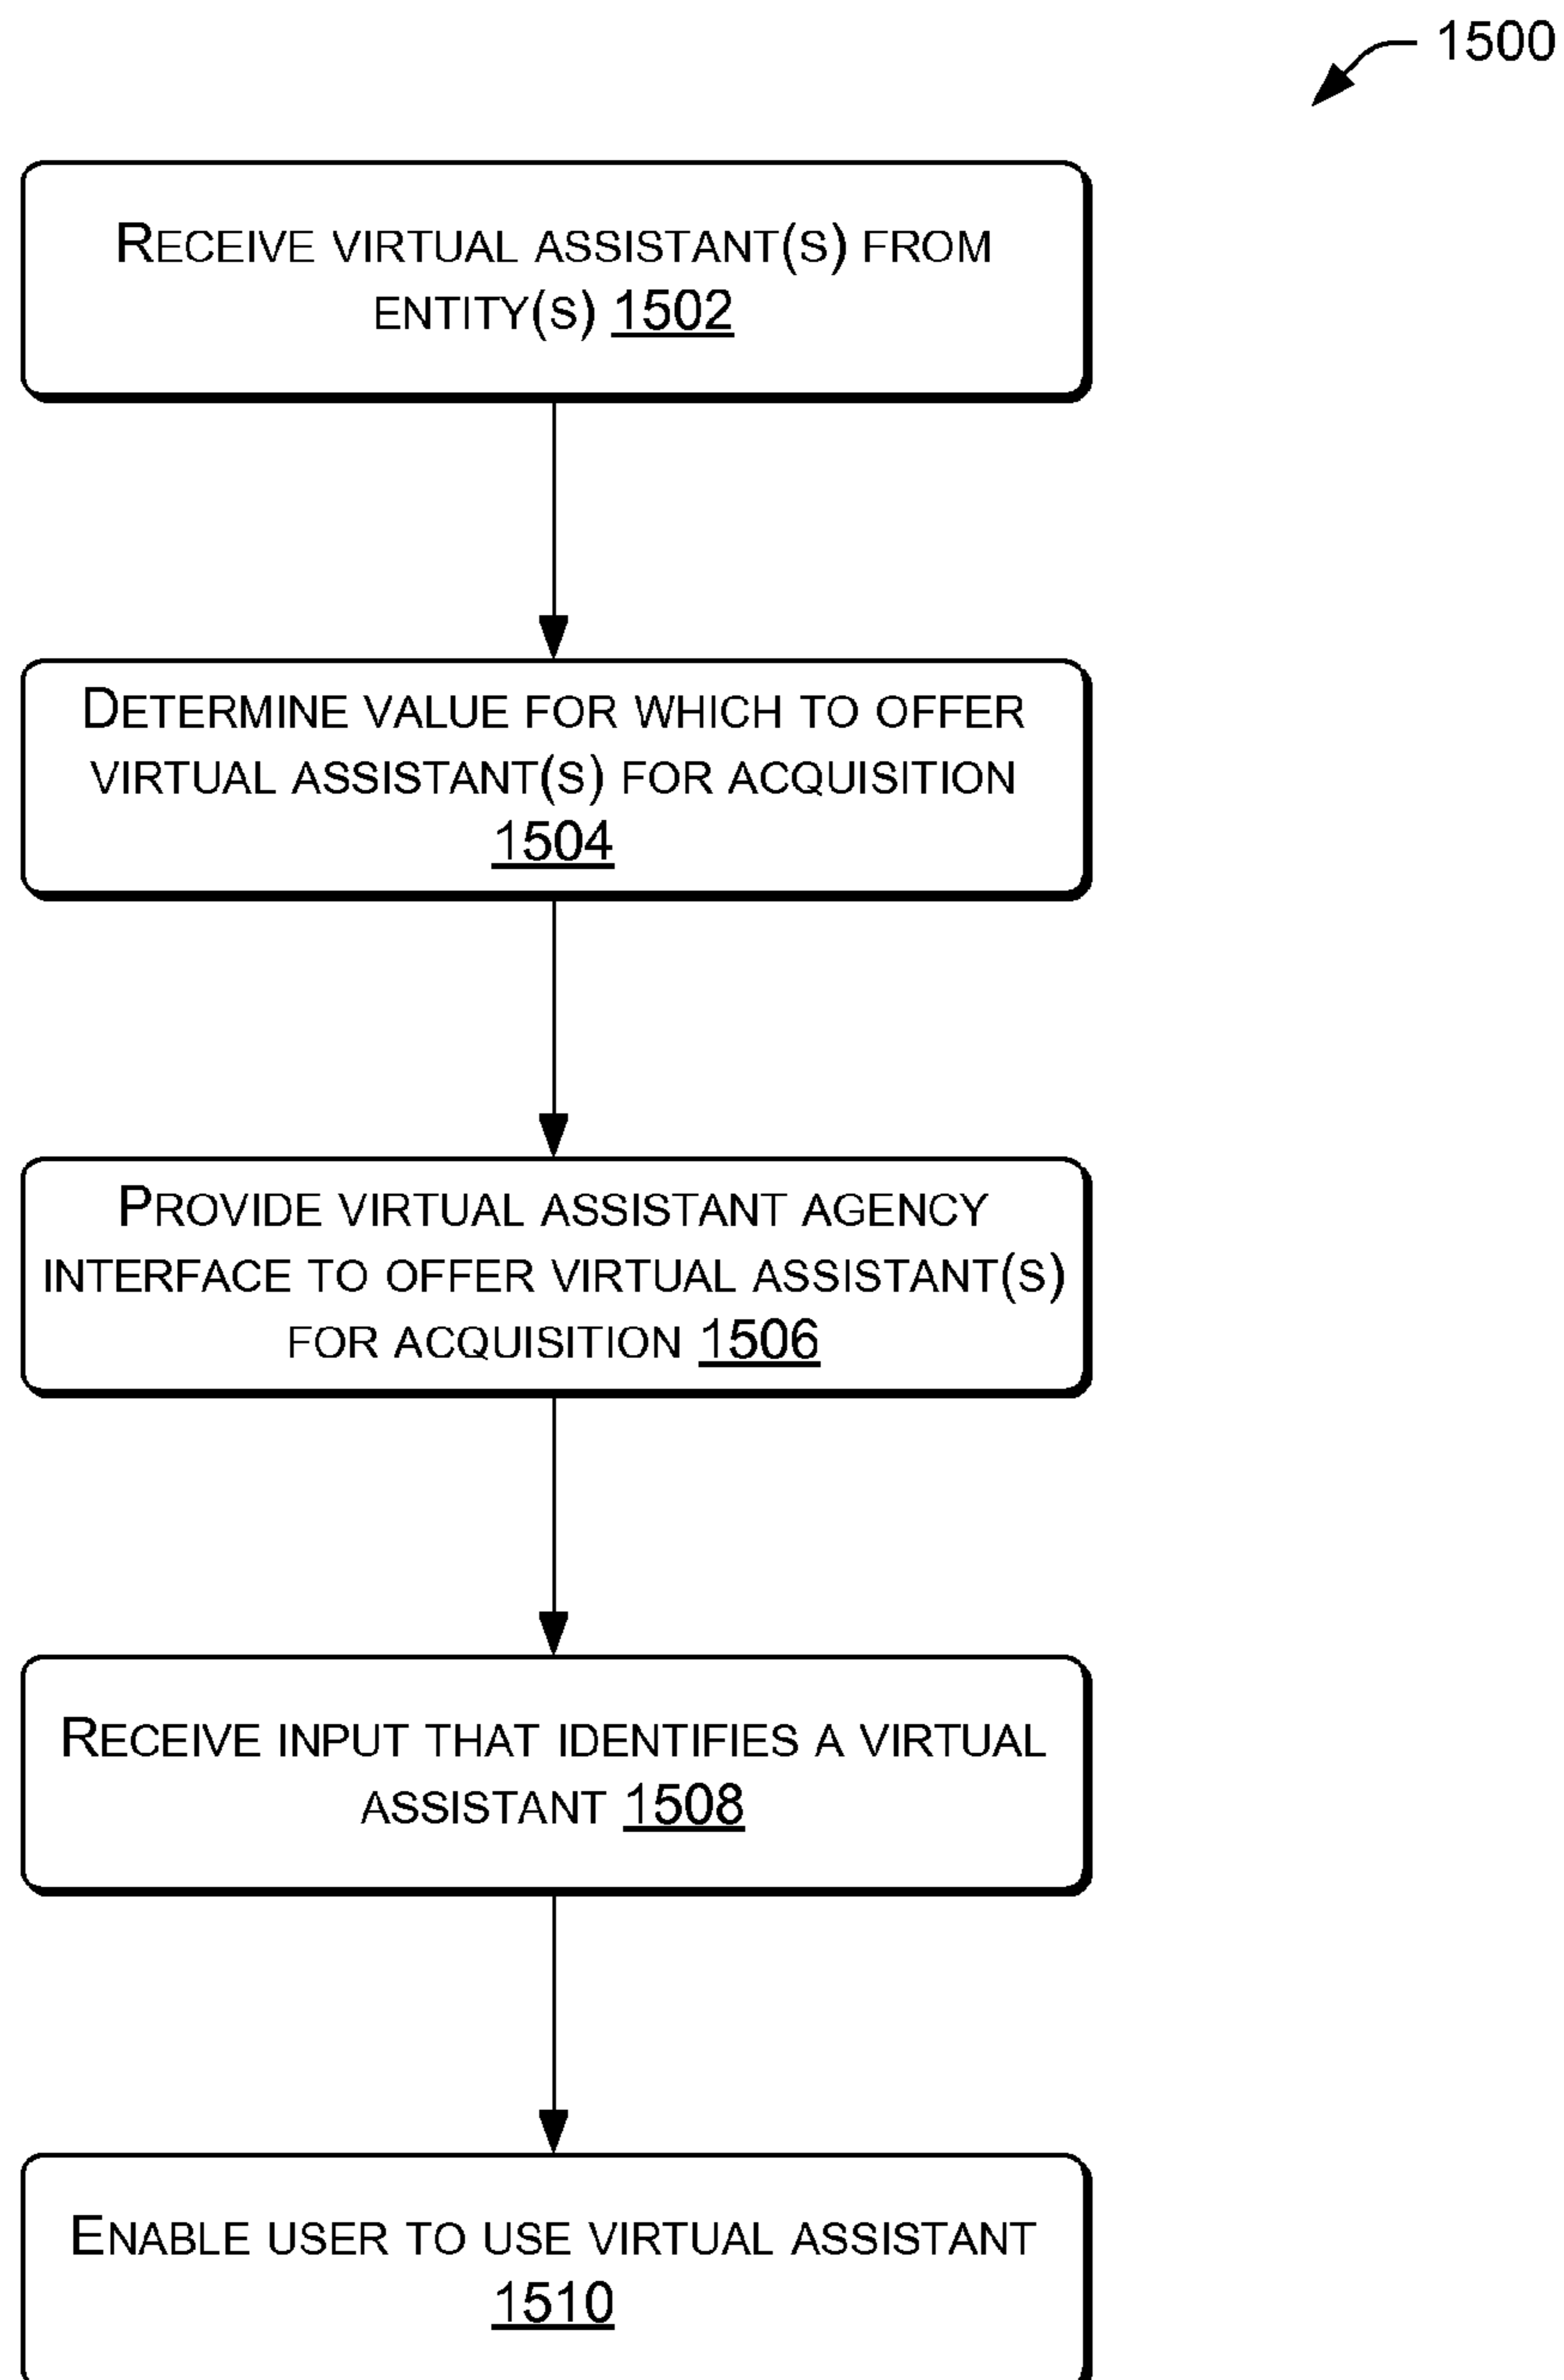 1500
RECEIVE VIRTUAL ASSISTANT(S) FROM
ENTITY(S) 1502
DETERMINE VALUE FOR WHICH TO OFFER
VIRTUAL ASSISTANT(S) FOR ACQUISITION
1504
PROVIDE VIRTUAL ASSISTANT AGENCY
INTERFACE TO OFFER VIRTUAL ASSISTANT(S)
FOR ACQUISITION 1506
RECEIVE INPUT THAT IDENTIFIES A VIRTUAL
ASSISTANT 1508
ENABLE USER TO USE VIRTUAL ASSISTANT
1510